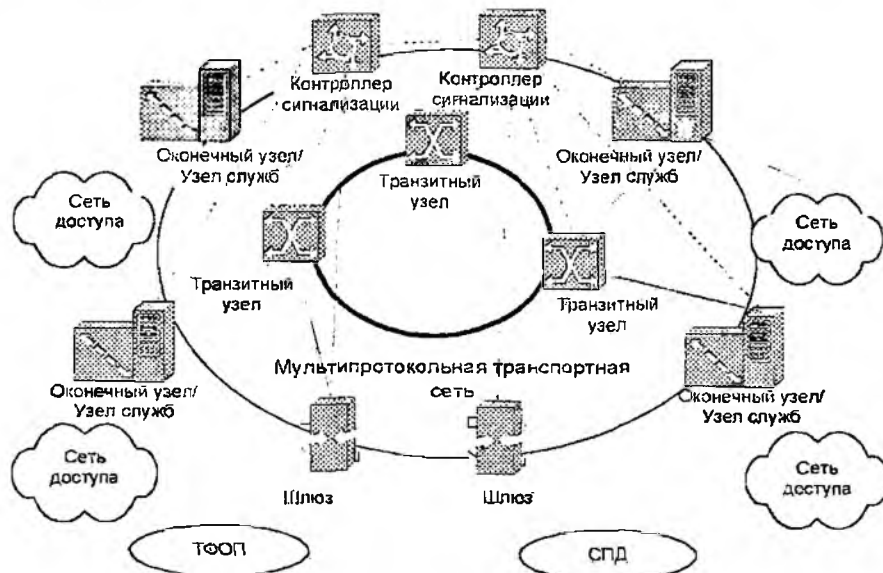 Контроллер
сигнализации
Контроллер
сигнализации
Оконечный узел/
Узел служб
Транзитный
узел
Оконечный узел/
Узел служб
Сеть
доступа
Сеть
доступа
Транзитный
узел
Транзитный
узел
Мультипротокольная транспортная
сеть
Оконечный узел/
Узел служб
Оконечный узел/
Узел служб
Сеть
доступа
Сеть
доступа
Шлюз
Шлюз
ТФОП
СПД